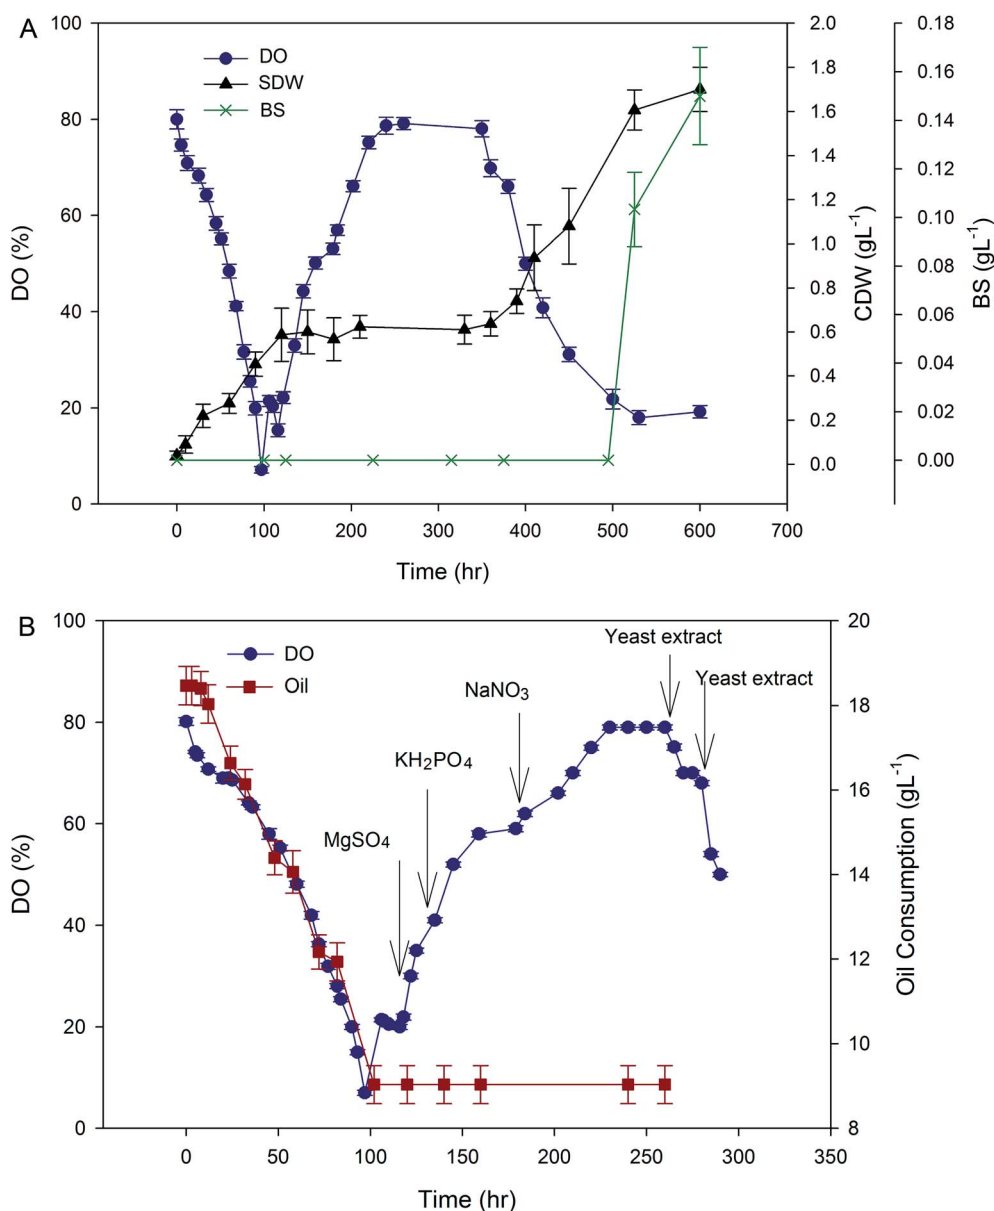 A
DO
SDW
BS
100
80
60
40
20
0
DO (%)
0
100
200
300
400
500
600
700
Time (hr)
2.0
1.8
1.6
1.4
1.2
1.0
0.8
0.6
0.4
0.2
0.0
CDW (gL⁻¹)
0.18
0.16
0.14
0.12
0.10
0.08
0.06
0.04
0.02
0.00
BS (gL⁻¹)
B
DO
Oil
100
80
60
40
20
0
DO (%)
MgSO₄
KH₂PO₄
NaNO₃
Yeast extract
Yeast extract
20
18
16
14
12
10
8
Oil Consumption (gL⁻¹)
0
50
100
150
200
250
300
350
Time (hr)